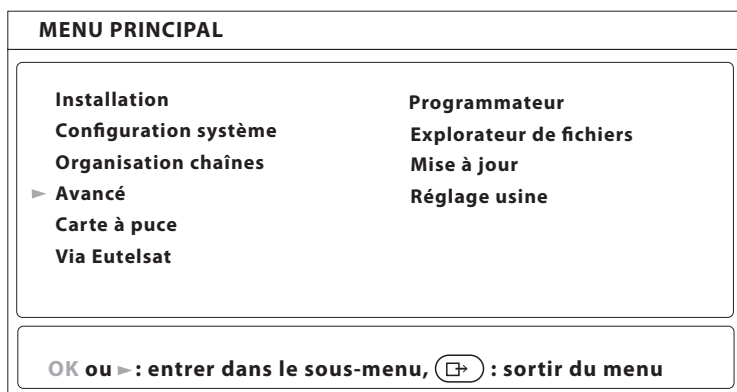 MENU PRINCIPAL
Installation
Configuration système
Organisation chaînes
► Avancé
Carte à puce
Via Eutelsat
Programmateur
Explorateur de fichiers
Mise à jour
Réglage usine
OK ou ► : entrer dans le sous-menu, : sortir du menu